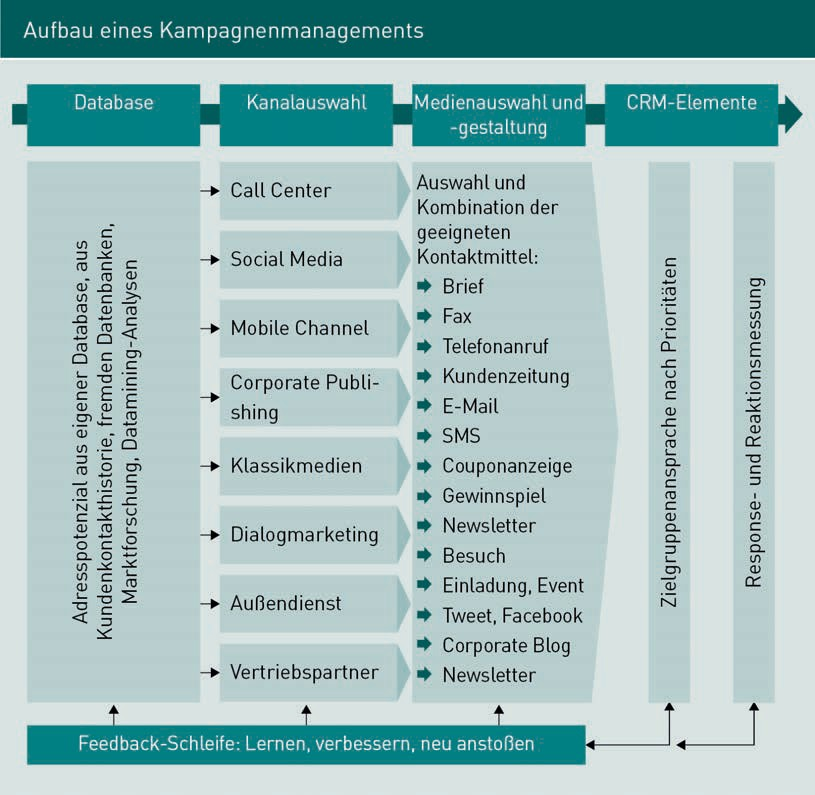 Aufbau eines Kampagnenmanagements
Database
Kanalauswahl
Medienauswahl und
-gestaltung
CRM-Elemente
Adresspotenzial aus eigener Database, aus
Kundenkontakthistorie, fremden Datenbanken,
Marktforschung, Datamining-Analysen
Call Center
Social Media
Mobile Channel
Corporate Publi-
shing
Klassikmedien
Dialogmarketing
Außendienst
Vertriebspartner
Auswahl und
Kombination der
geeigneten
Kontaktmittel:
Brief
Fax
Telefonanruf
Kundenzeitung
E-Mail
SMS
Couponanzeige
Gewinnspiel
Newsletter
Besuch
Einladung, Event
Tweet, Facebook
Corporate Blog
Newsletter
Zielgruppenansprache nach Prioritäten
Response- und Reaktionsmessung
Feedback-Schleife: Lernen, verbessern, neu anstoßen